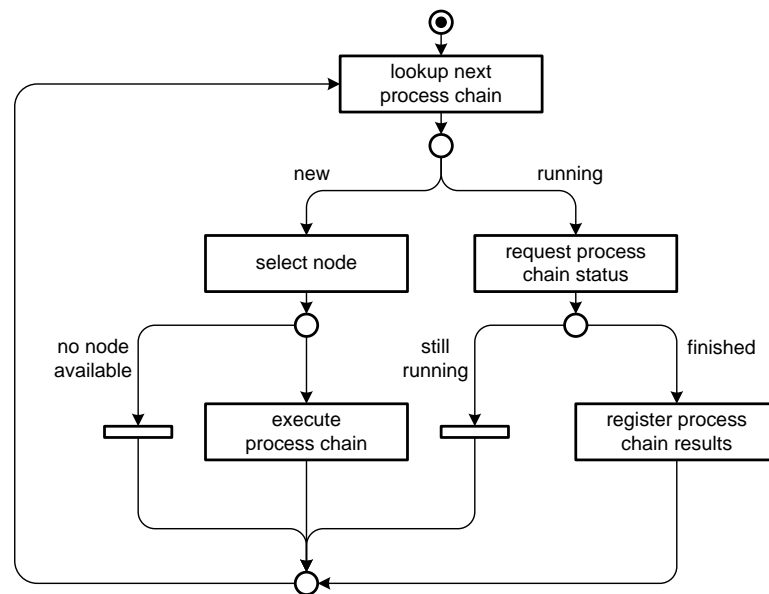 lookup next
process chain
new
running
select node
request process
chain status
no node
available
still
running
finished
execute
process chain
register process
chain results